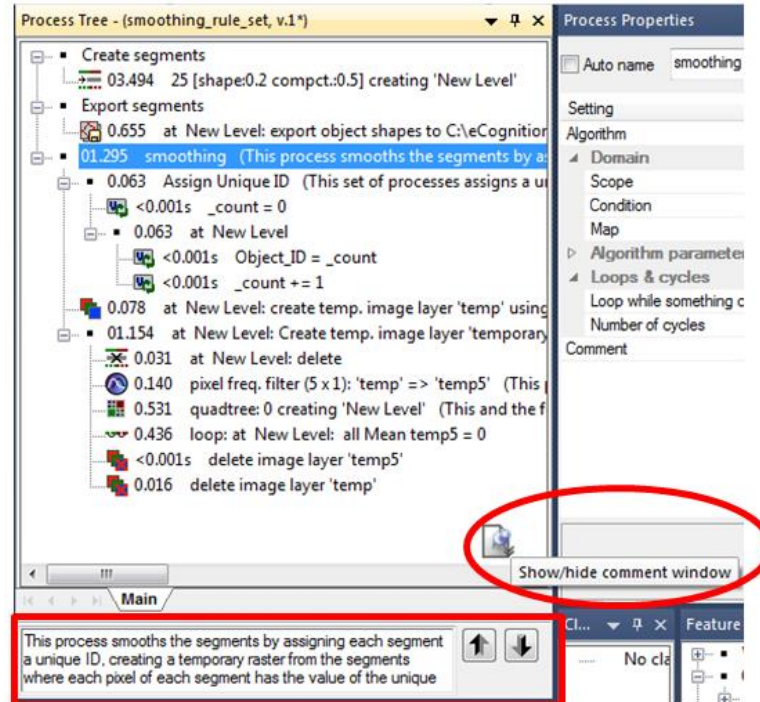 Process Tree - (smoothing_rule_set, v.1*)
Create segments
03.494 25 [shape:0.2 compct.:0.5] creating 'New Level'
Export segments
0.655 at New Level: export object shapes to C:\eCognition
01.295 smoothing (This process smooths the segments by as
0.063 Assign Unique ID (This set of processes assigns a un
<0.001s _count = 0
0.063 at New Level
<0.001s Object_ID = _count
<0.001s _count += 1
0.078 at New Level: create temp. image layer 'temp' using
01.154 at New Level: Create temp. image layer 'temporary
0.031 at New Level: delete
0.140 pixel freq. filter (5 x 1): 'temp' => 'temp5' (This
0.531 quadtree: 0 creating 'New Level' (This and the f
0.436 loop: at New Level: all Mean temp5 = 0
<0.001s delete image layer 'temp5'
0.016 delete image layer 'temp'
Main
This process smooths the segments by assigning each segment
a unique ID, creating a temporary raster from the segments
where each pixel of each segment has the value of the unique
Process Properties
Auto name smoothing
Setting
Algorithm
Domain
Scope
Condition
Map
Algorithm parameter
Loops & cycles
Loop while something c
Number of cycles
Comment
Show/hide comment window
Cl...
Feature
No cla